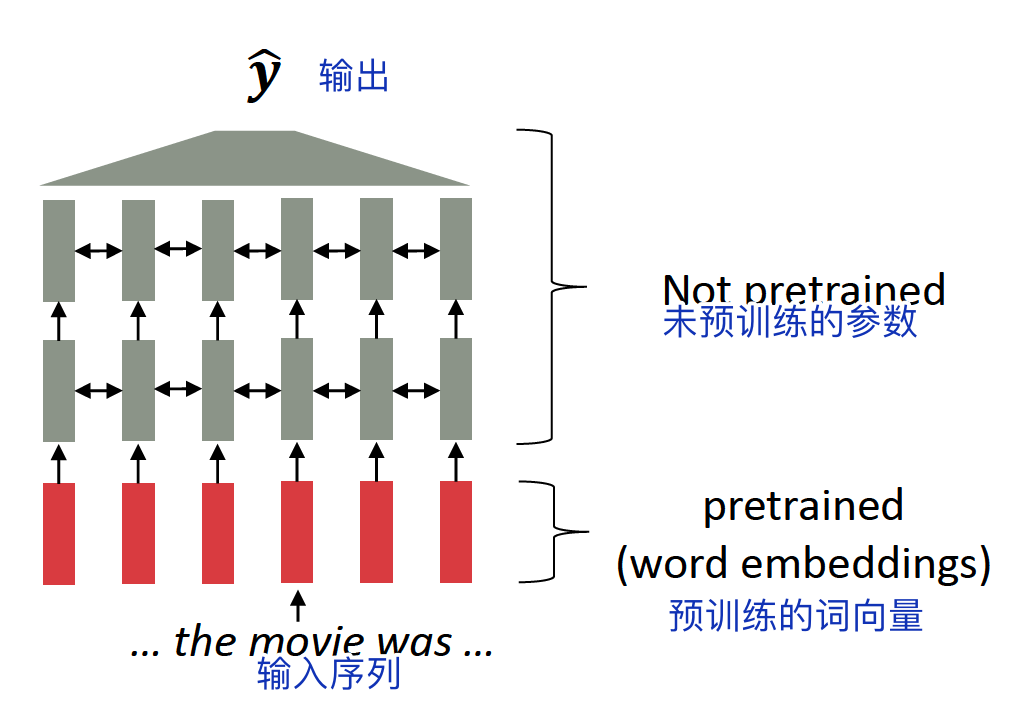 ŷ 输出
Not pretrained
未预训练的参数
pretrained
(word embeddings)
预训练的词向量
... the movie was ...
输入序列